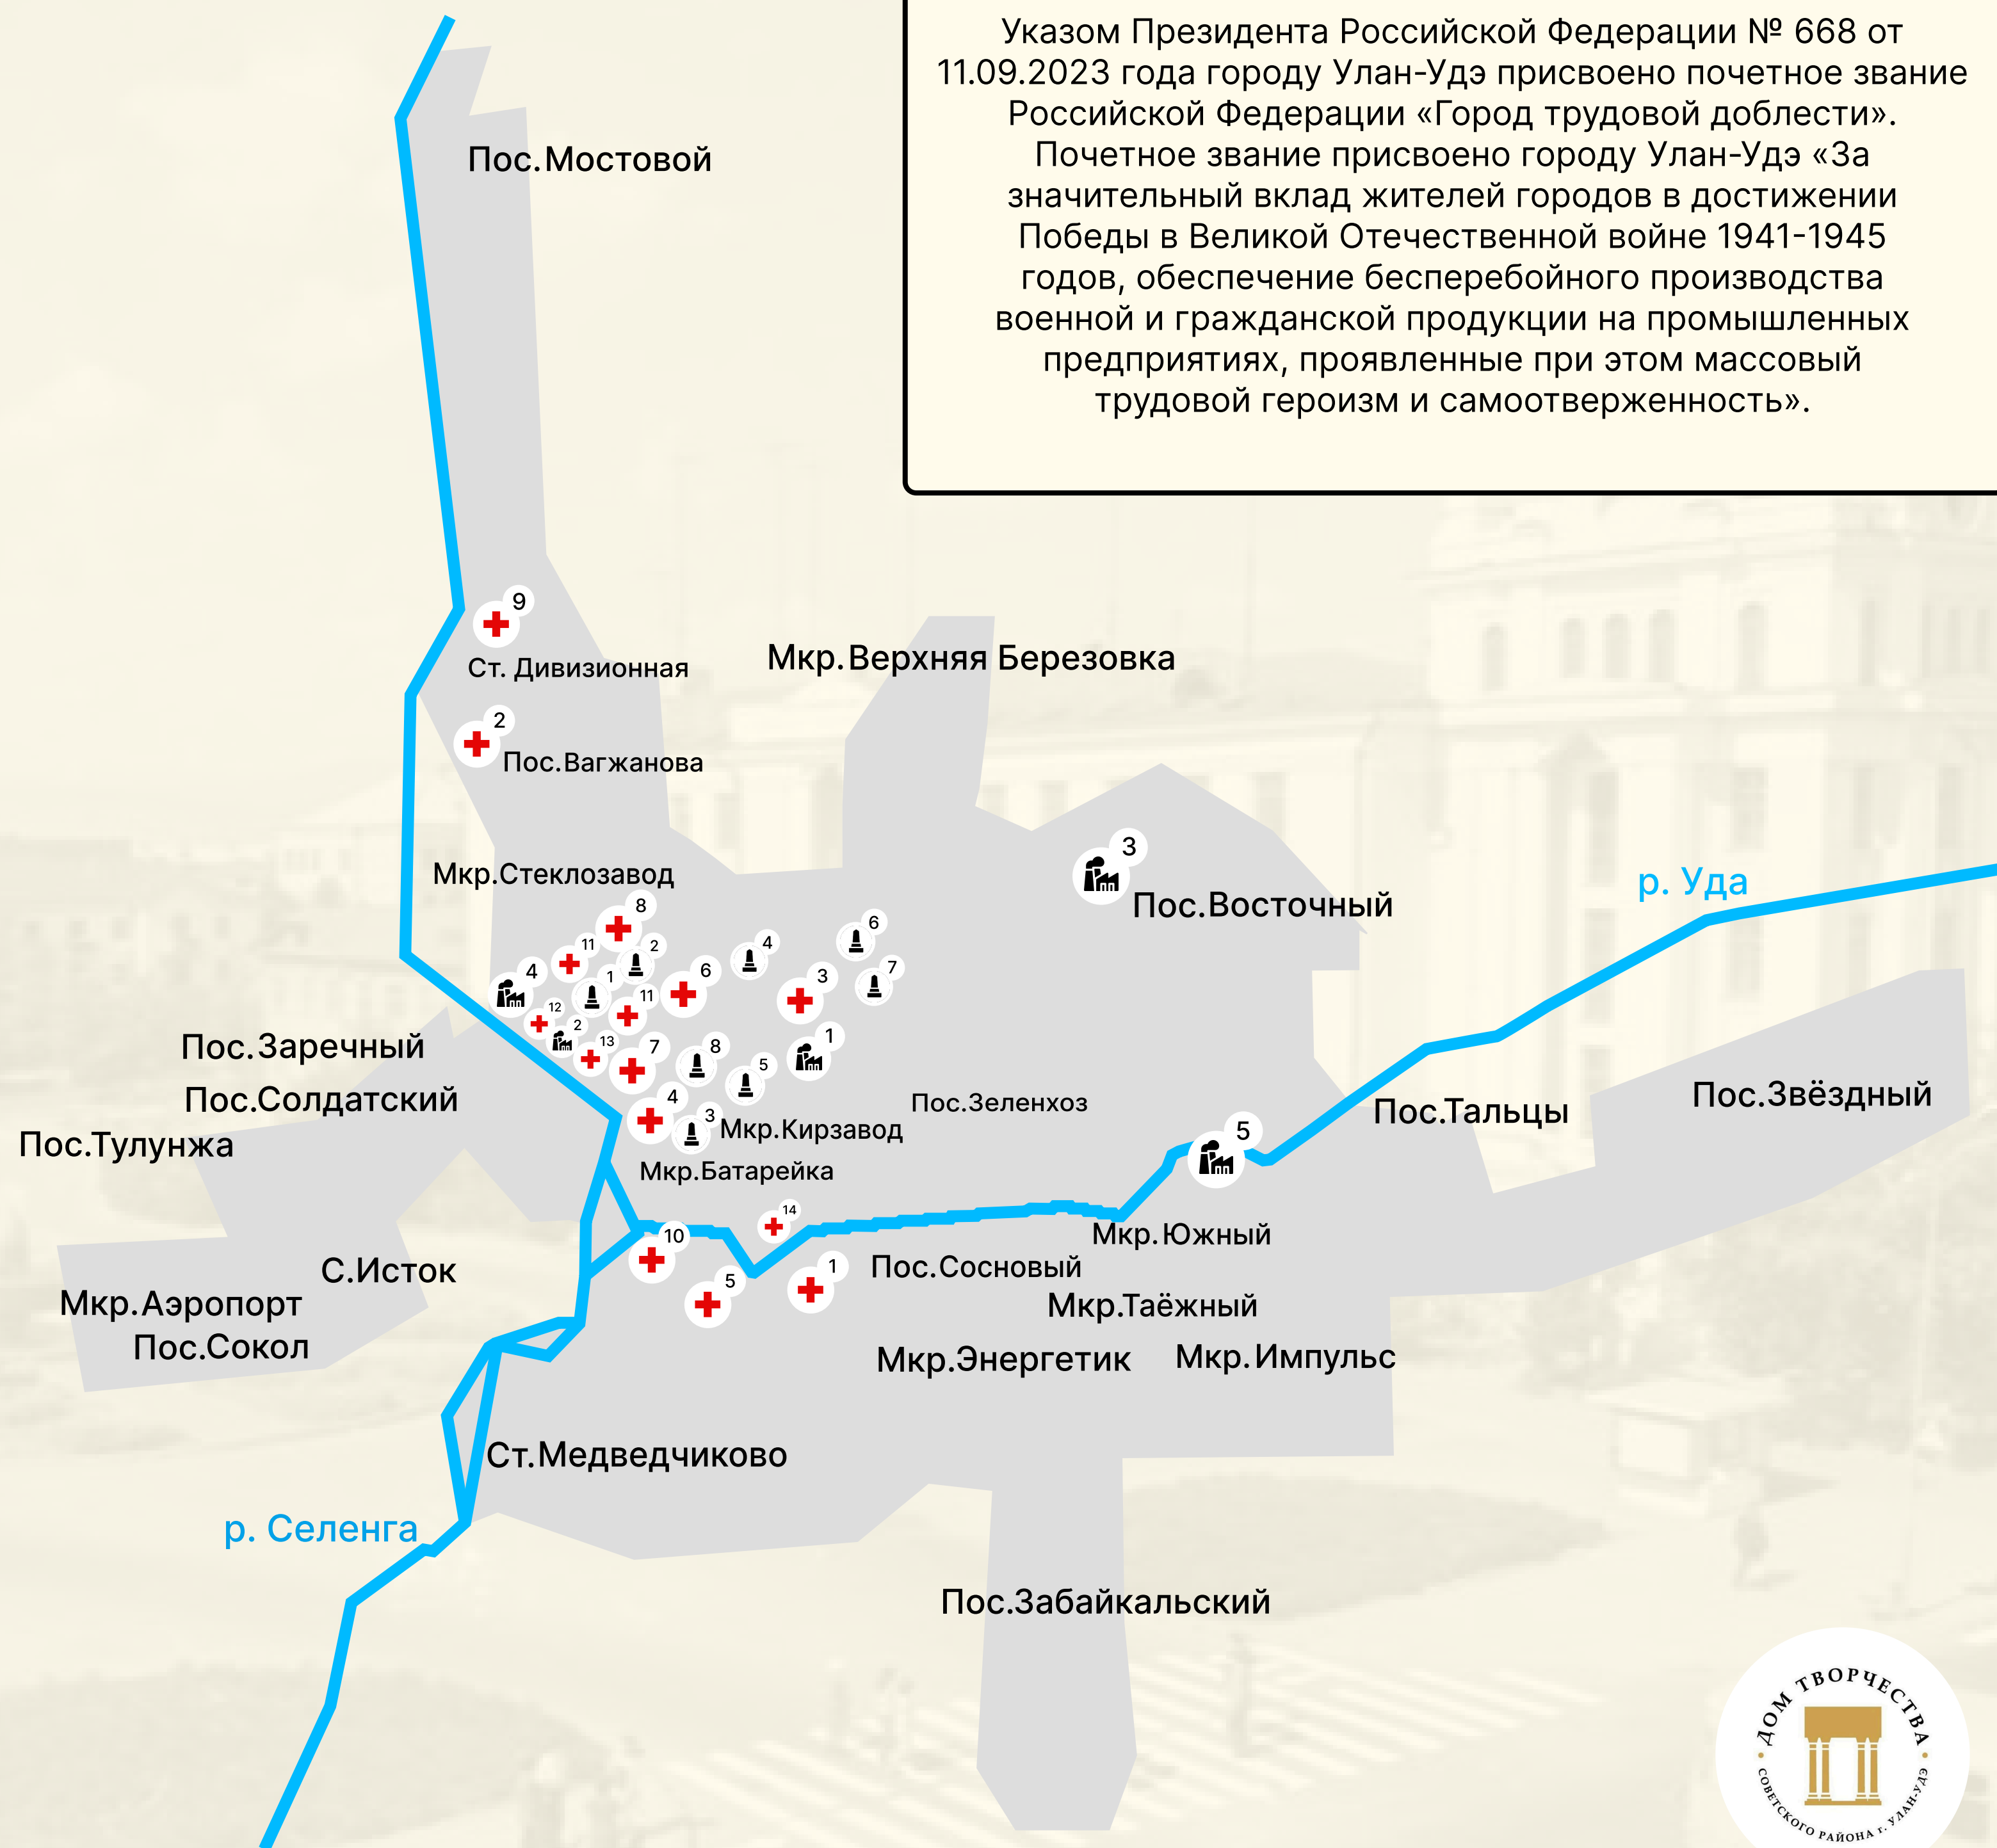 Указом Президента Российской Федерации № 668 от
11.09.2023 года городу Улан-Удэ присвоено почетное звание
Российской Федерации «Город трудовой доблести».
Почетное звание присвоено городу Улан-Удэ «За
значительный вклад жителей городов в достижении
Победы в Великой Отечественной войне 1941-1945
годов, обеспечение бесперебойного производства
военной и гражданской продукции на промышленных
предприятиях, проявленные при этом массовый
трудовой героизм и самоотверженность».
Пос.Мостовой
9
Ст. Дивизионная
Мкр.Верхняя Березовка
2
Пос.Вагжанова
3
Мкр.Стеклозавод
р. Уда
Пос.Восточный
8
6
11
2
4
4
1
6
3
7
11
12
2
13
7
8
1
5
Пос.Заречный
Пос.Солдатский
4
3
Мкр.Кирзавод
Пос.Зеленхоз
Пос.Тальцы
Пос.Звёздный
Пос.Тулунжа
5
Мкр.Батарейка
14
10
Мкр.Южный
С.Исток
5
1
Пос.Сосновый
Мкр.Аэропорт
Мкр.Таёжный
Пос.Сокол
Мкр.Энергетик
Мкр.Импульс
Ст.Медведчиково
р. Селенга
Пос.Забайкальский
ДОМ ТВОРЧЕСТВА
СОВЕТСКОГО РАЙОНА г. УЛАН-УДЭ